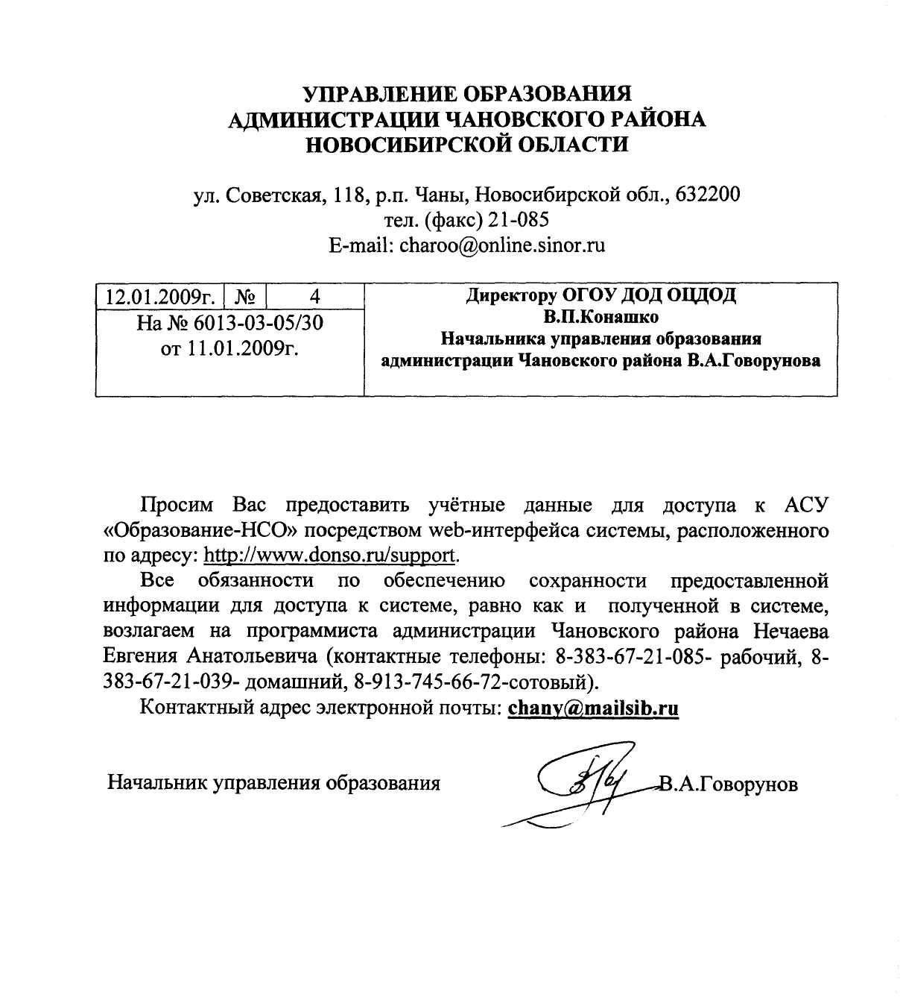 УПРАВЛЕНИЕ ОБРАЗОВАНИЯ
АДМИНИСТРАЦИИ ЧАНОВСКОГО РАЙОНА
НОВОСИБИРСКОЙ ОБЛАСТИ
ул. Советская, 118, р.п. Чаны, Новосибирской обл., 632200
тел. (факс) 21-085
E-mail: charoo@online.sinor.ru
12.01.2009г. № 4
На № 6013-03-05/30
от 11.01.2009г.
Директору ОГОУ ДОД ОЦДОД
В.П.Конашко
Начальника управления образования
администрации Чановского района В.А.Говорунова
Просим Вас предоставить учётные данные для доступа к АСУ
«Образование-НСО» посредством web-интерфейса системы, расположенного
по адресу: http://www.donso.ru/support.
Все обязанности по обеспечению сохранности предоставленной
информации для доступа к системе, равно как и полученной в системе,
возлагаем на программиста администрации Чановского района Нечаева
Евгения Анатольевича (контактные телефоны: 8-383-67-21-085- рабочий, 8-
383-67-21-039- домашний, 8-913-745-66-72-сотовый).
Контактный адрес электронной почты: chany@mailsib.ru
Начальник управления образования В.А.Говорунов